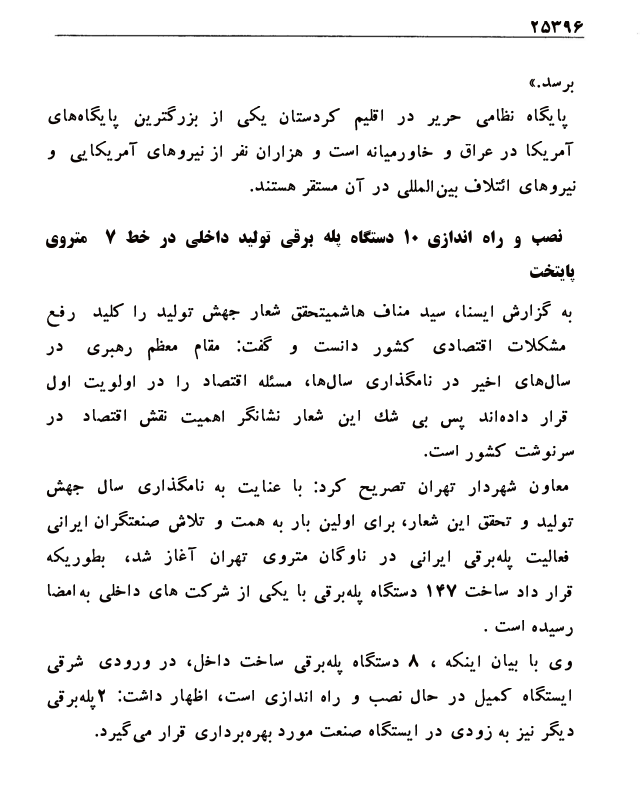 ۲۵۳۹۶
برسد.»
پایگاه نظامی حریر در اقلیم کردستان یکی از بزرگترین پایگاه‌های
آمریکا در عراق و خاورمیانه است و هزاران نفر از نیروهای آمریکایی و
نیروهای ائتلاف بین‌المللی در آن مستقر هستند.
نصب و راه اندازی ۱۰ دستگاه پله برقی تولید داخلی در خط ۷ متروی
پایتخت
به گزارش ایسنا، سید مناف هاشمیتحقق شعار جهش تولید را کلید رفع
مشکلات اقتصادی کشور دانست و گفت: مقام معظم رهبری در
سال‌های اخیر در نامگذاری سال‌ها، مسئله اقتصاد را در اولویت اول
قرار داده‌اند پس بی شك این شعار نشانگر اهمیت نقش اقتصاد در
سرنوشت کشور است.
معاون شهردار تهران تصریح کرد: با عنایت به نامگذاری سال جهش
تولید و تحقق این شعار، برای اولین بار به همت و تلاش صنعتگران ایرانی
فعالیت پله‌برقی ایرانی در ناوگان متروی تهران آغاز شد، بطوریکه
قرار داد ساخت ۱۴۷ دستگاه پله‌برقی با یکی از شرکت های داخلی به‌امضا
رسیده است .
وی با بیان اینکه ، ۸ دستگاه پله‌برقی ساخت داخل، در ورودی شرقی
ایستگاه کمیل در حال نصب و راه اندازی است، اظهار داشت: ۲پله‌برقی
دیگر نیز به زودی در ایستگاه صنعت مورد بهره‌برداری قرار می‌گیرد.